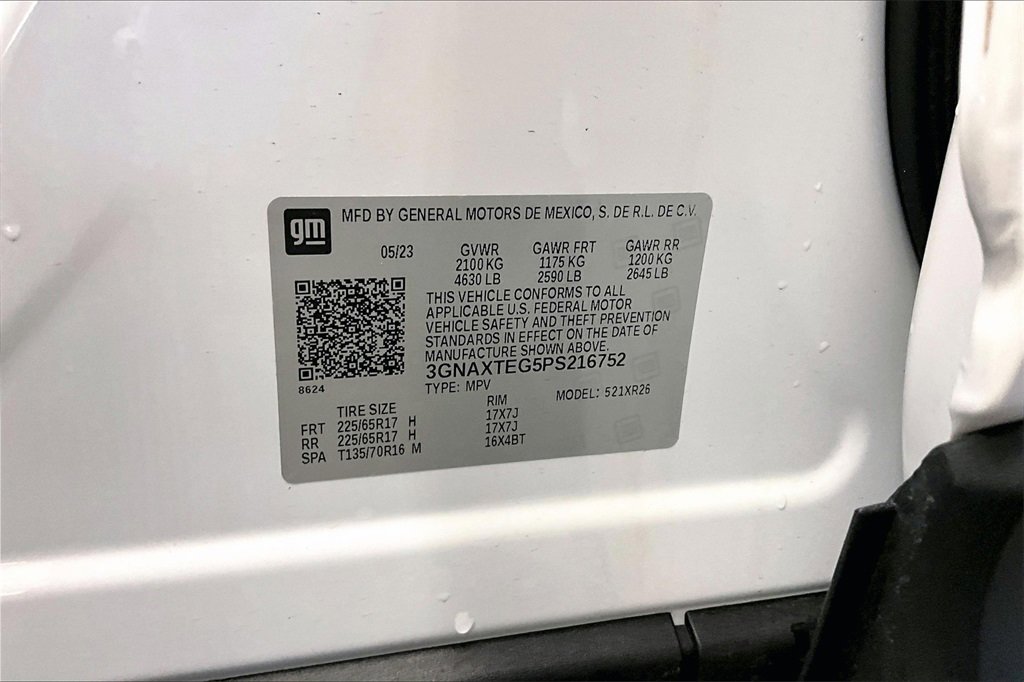 gm
MFD BY GENERAL MOTORS DE MEXICO, S. DE R.L. DE C.V.
05/23
GVWR GAWR FRT GAWR RR
2100 KG 1175 KG 1200 KG
4630 LB 2590 LB 2645 LB
THIS VEHICLE CONFORMS TO ALL
APPLICABLE U.S. FEDERAL MOTOR
VEHICLE SAFETY AND THEFT PREVENTION
STANDARDS IN EFFECT ON THE DATE OF
MANUFACTURE SHOWN ABOVE.
3GNAXTEG5PS216752
8624
TYPE: MPV MODEL: 521XR26
TIRE SIZE RIM
FRT 225/65R17 H 17X7J
RR 225/65R17 H 17X7J
SPA T135/70R16 M 16X4BT